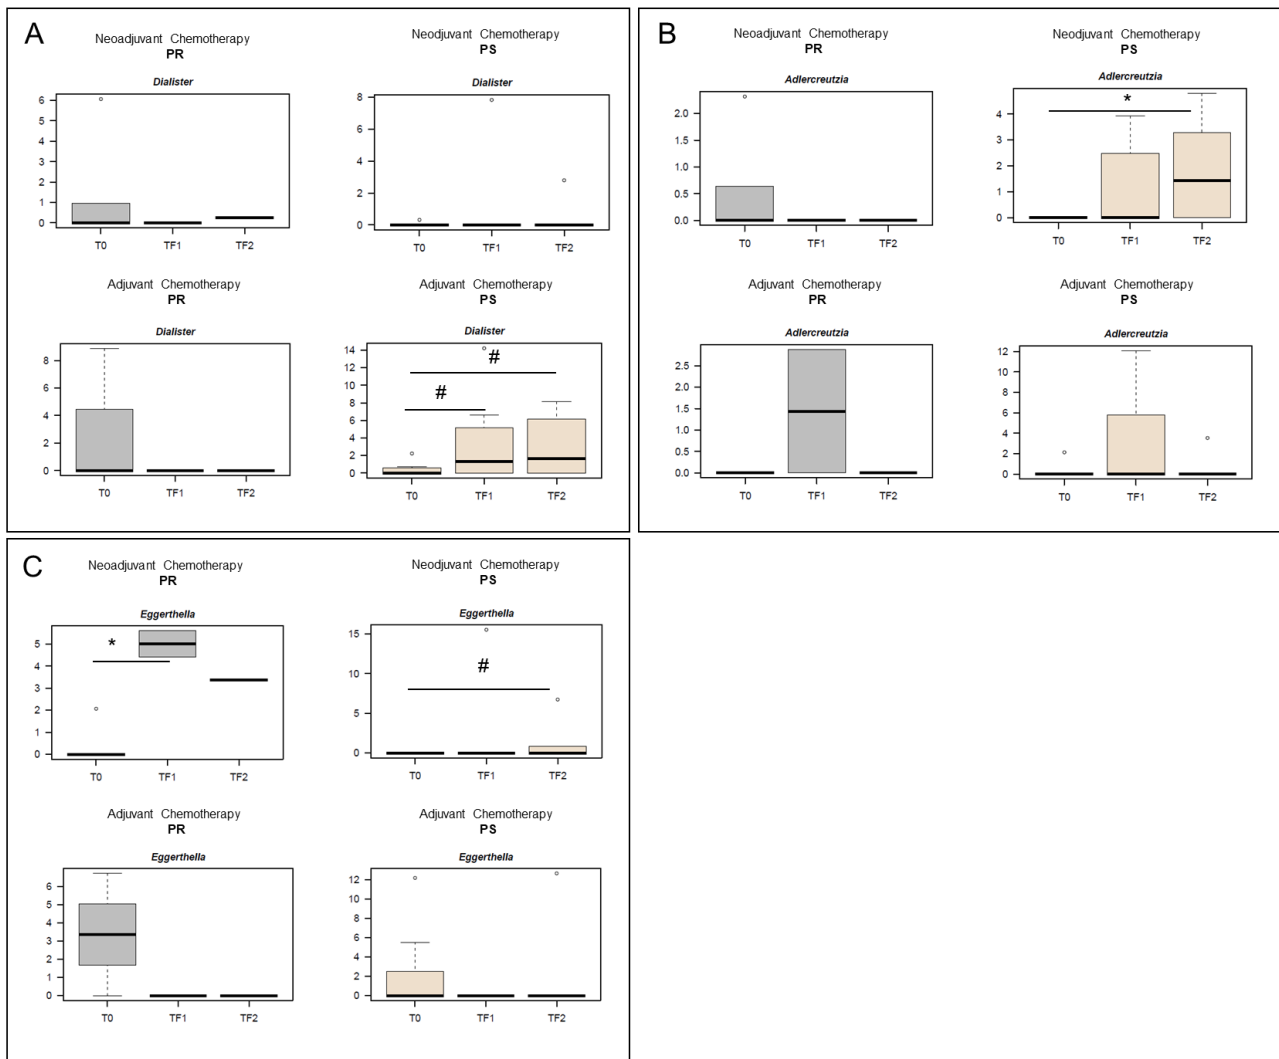 A
Neoadjuvant Chemotherapy
PR
Dialister
6
5
4
3
2
1
0
T0 TF1 TF2
Neodjuvant Chemotherapy
PS
Dialister
8
6
4
2
0
T0 TF1 TF2
Adjuvant Chemotherapy
PR
Dialister
8
6
4
2
0
T0 TF1 TF2
Adjuvant Chemotherapy
PS
Dialister
14
12
10
8
6
4
2
0
#
#
T0 TF1 TF2
B
Neoadjuvant Chemotherapy
PR
Adlercreutzia
2.0
1.5
1.0
0.5
0.0
T0 TF1 TF2
Neodjuvant Chemotherapy
PS
Adlercreutzia
4
3
2
1
0
*
T0 TF1 TF2
Adjuvant Chemotherapy
PR
Adlercreutzia
2.5
2.0
1.5
1.0
0.5
0.0
T0 TF1 TF2
Adjuvant Chemotherapy
PS
Adlercreutzia
12
10
8
6
4
2
0
T0 TF1 TF2
C
Neoadjuvant Chemotherapy
PR
Eggerthella
5
4
3
2
1
0
*
T0 TF1 TF2
Neodjuvant Chemotherapy
PS
Eggerthella
15
10
5
0
#
T0 TF1 TF2
Adjuvant Chemotherapy
PR
Eggerthella
6
5
4
3
2
1
0
T0 TF1 TF2
Adjuvant Chemotherapy
PS
Eggerthella
12
10
8
6
4
2
0
T0 TF1 TF2